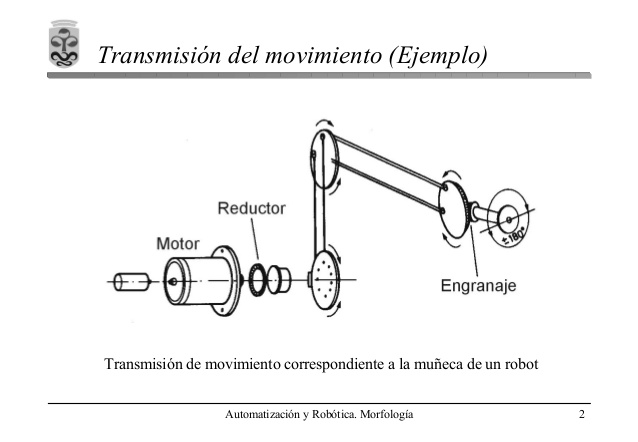 Transmisión del movimiento (Ejemplo)
Reductor
Motor
±180°
Engranaje
Transmisión de movimiento correspondiente a la muñeca de un robot
Automatización y Robótica. Morfología 2